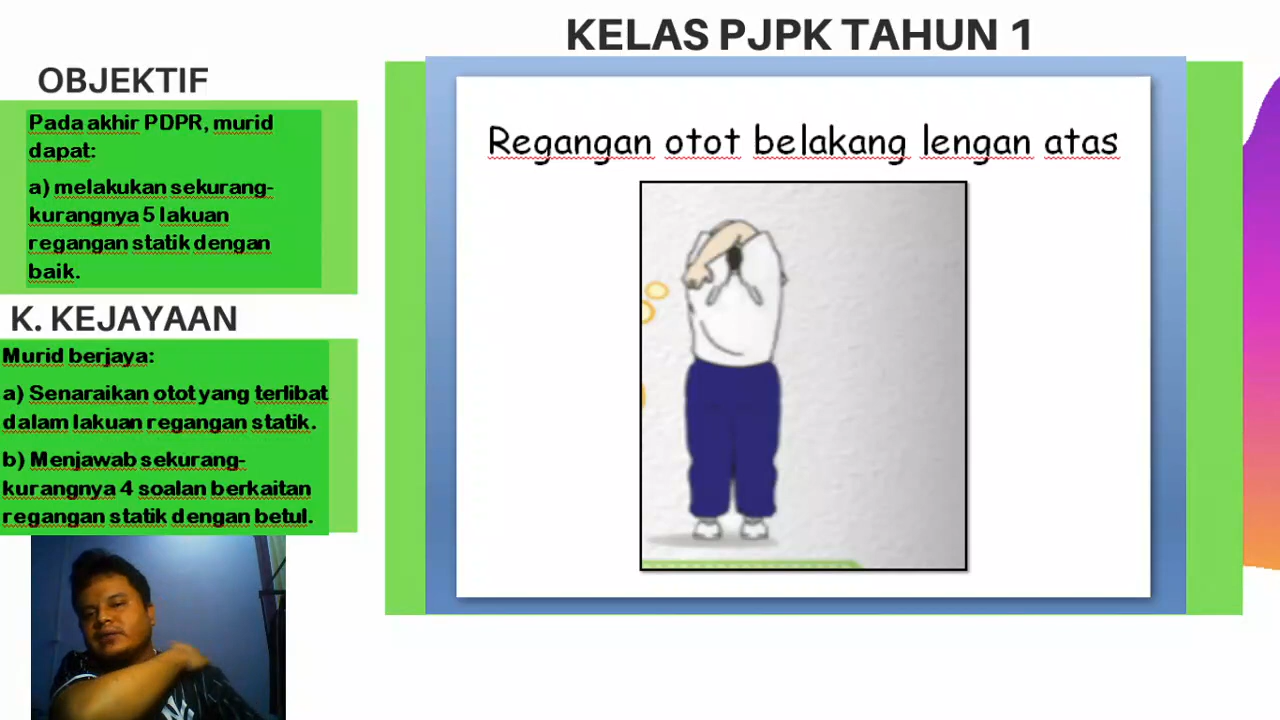 KELAS PJPK TAHUN 1
OBJEKTIF
Pada akhir PDPR, murid
dapat:
a) melakukan sekurang-
kurangnya 5 lakuan
regangan statik dengan
baik.
K. KEJAYAAN
Murid berjaya:
a) Senaraikan otot yang terlibat
dalam lakuan regangan statik.
b) Menjawab sekurang-
kurangnya 4 soalan berkaitan
regangan statik dengan betul.
Regangan otot belakang lengan atas